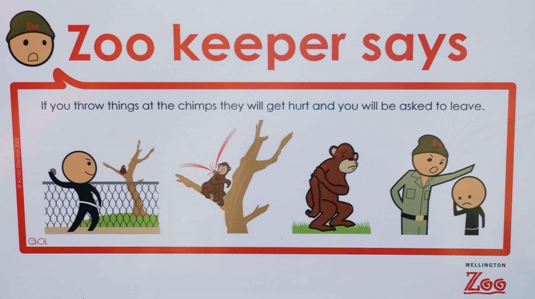 Zoo
Zoo keeper says
If you throw things at the chimps they will get hurt and you will be asked to leave.
WELLINGTON
Zoo